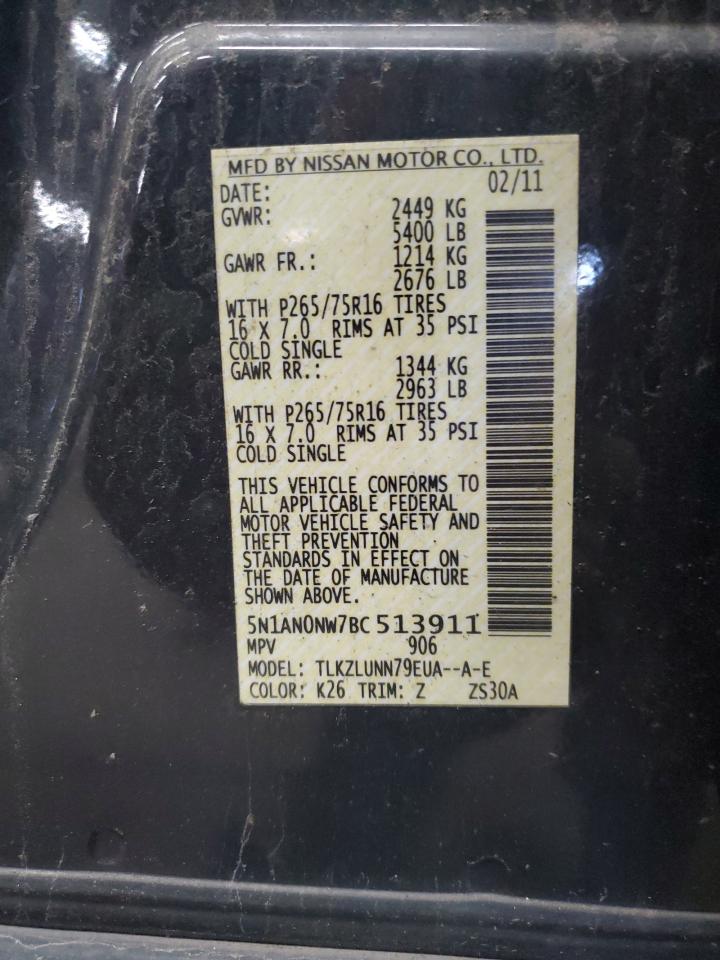 MFD BY NISSAN MOTOR CO., LTD.
DATE: 02/11
GVWR: 2449 KG
5400 LB
GAWR FR.: 1214 KG
2676 LB
WITH P265/75R16 TIRES
16 X 7.0 RIMS AT 35 PSI
COLD SINGLE
GAWR RR.: 1344 KG
2963 LB
WITH P265/75R16 TIRES
16 X 7.0 RIMS AT 35 PSI
COLD SINGLE
THIS VEHICLE CONFORMS TO
ALL APPLICABLE FEDERAL
MOTOR VEHICLE SAFETY AND
THEFT PREVENTION
STANDARDS IN EFFECT ON
THE DATE OF MANUFACTURE
SHOWN ABOVE.
5N1AN0NW7BC 513911
MPV 906
MODEL: TLKZLUNN79EUA--A-E
COLOR: K26 TRIM: Z ZS30A